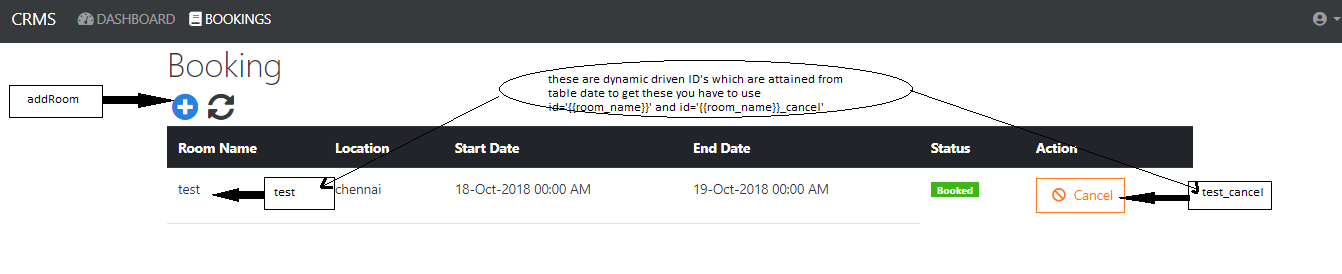 CRMS DASHBOARD BOOKINGS
Booking
addRoom
these are dynamic driven ID's which are attained from
table date to get these you have to use
id='{{room_name}}' and id='{{room_name}}_cancel'
Room Name Location Start Date End Date Status Action
test test chennai 18-Oct-2018 00:00 AM 19-Oct-2018 00:00 AM Booked Cancel test_cancel